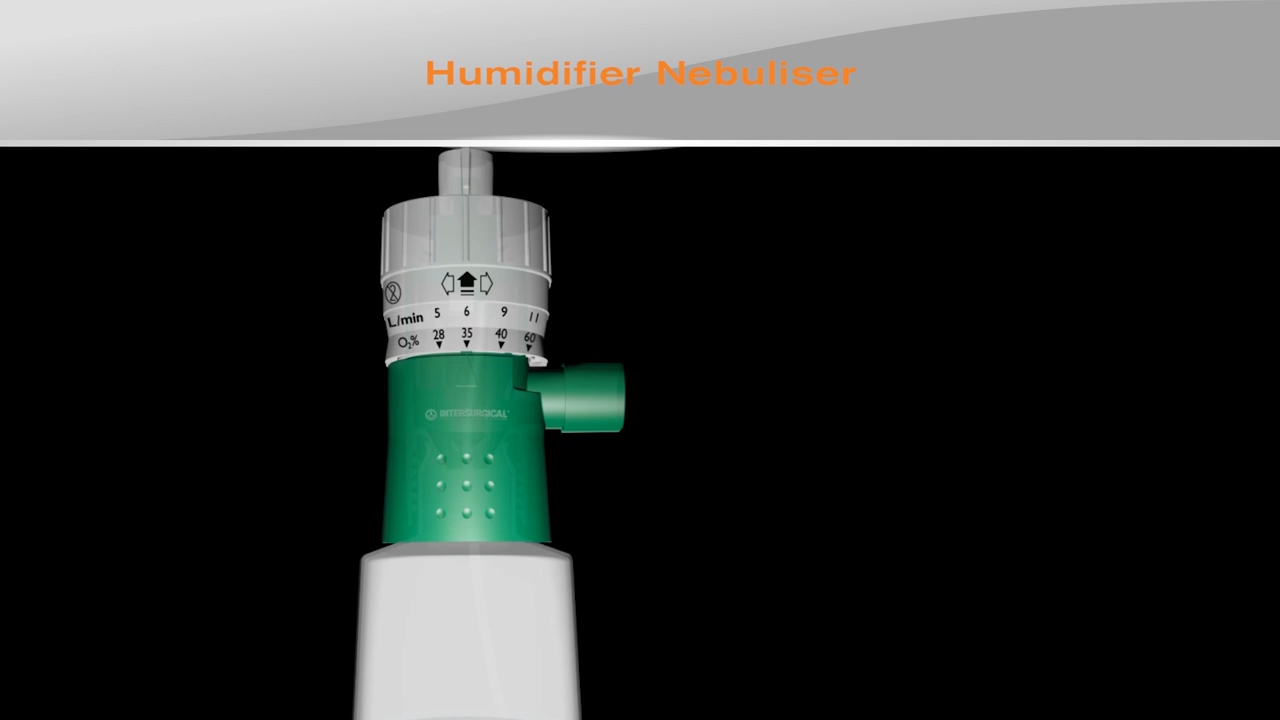 Humidifier Nebuliser
L/min 5 6 9 11
O₂% 28 35 40 60
INTERSURGICAL